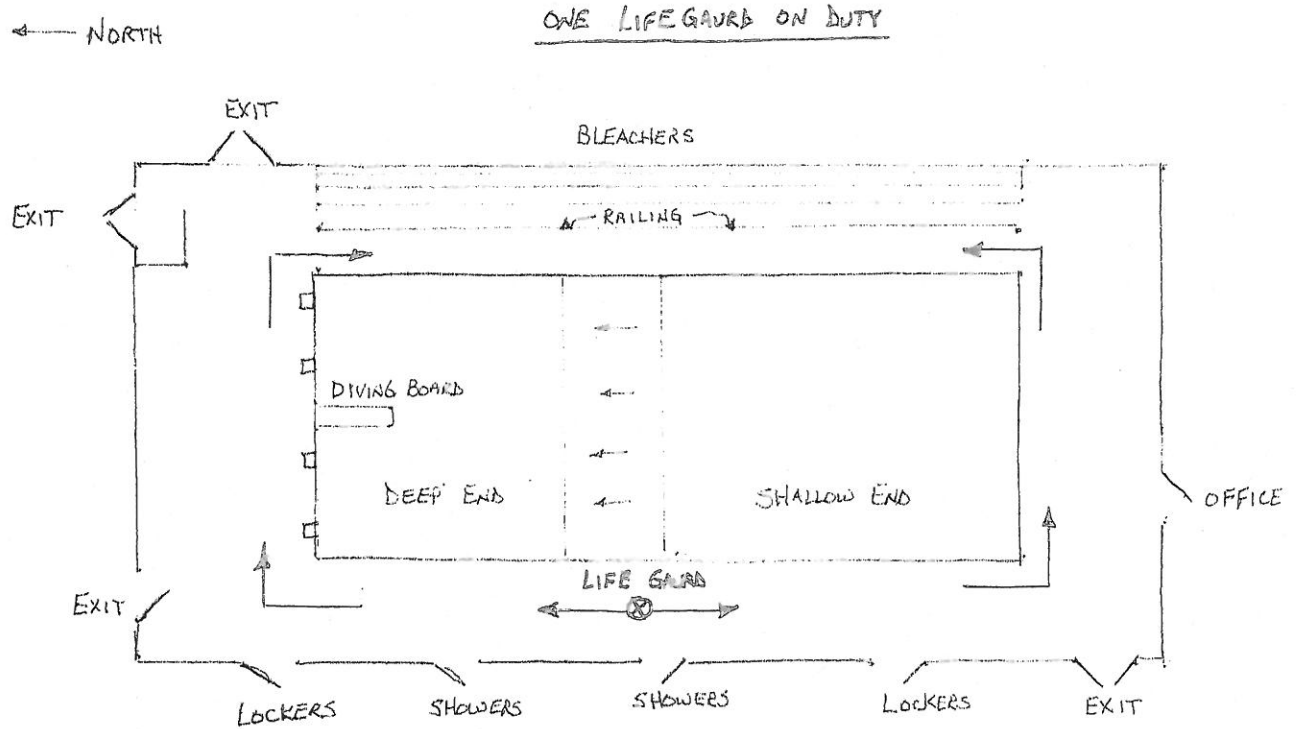 ONE LIFEGAURD ON DUTY
NORTH
EXIT
BLEACHERS
EXIT
RAILING
DIVING BOARD
DEEP END
SHALLOW END
OFFICE
LIFE GAURD
EXIT
LOCKERS
SHOWERS
SHOWERS
LOCKERS
EXIT